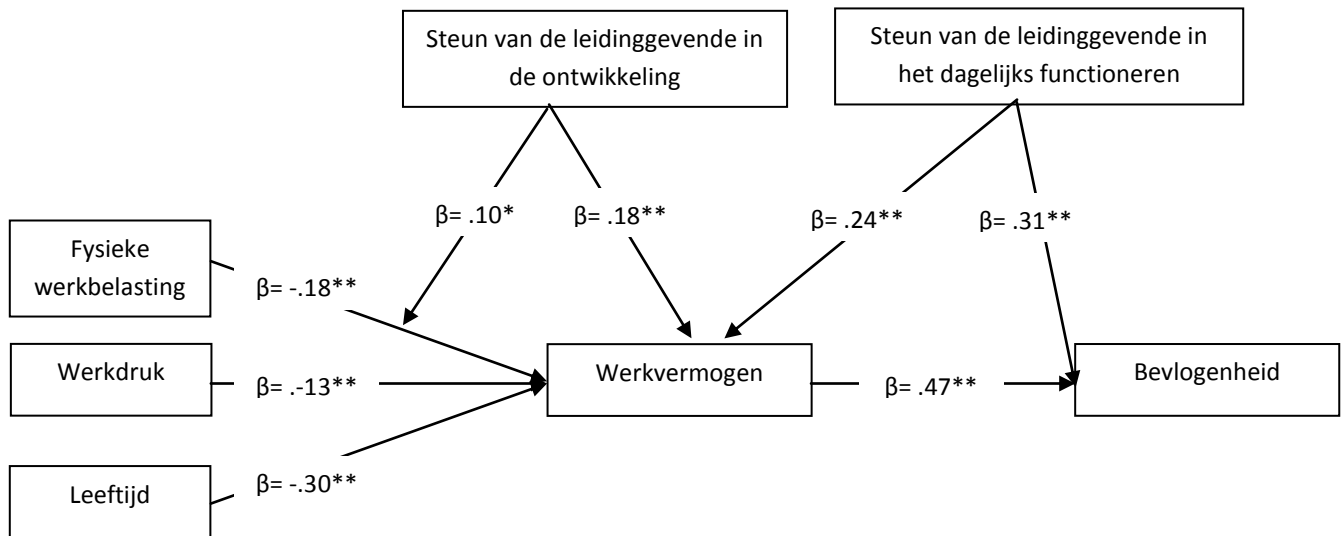 Steun van de leidinggevende in
de ontwikkeling
Steun van de leidinggevende in
het dagelijks functioneren
β= .10*
β= .18**
β= .24**
β= .31**
Fysieke
werkbelasting
β= -.18**
Werkdruk
β= .-13**
Werkvermogen
β= .47**
Bevlogenheid
Leeftijd
β= -.30**